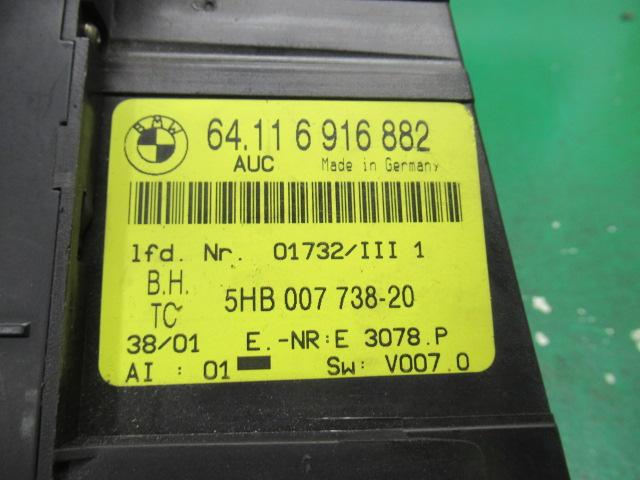 BMW
64.11 6 916 882
AUC Made in Germany
lfd. Nr. 01732/III 1
B.H.
TC 5HB 007 738-20
38/01 E.-NR:E 3078.P
AI : 01 Sw: V007.0